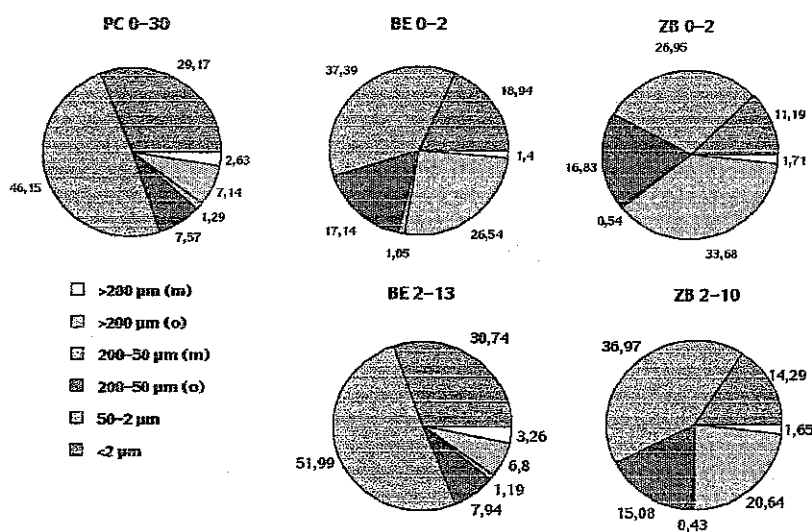 PC 0-30
29,17
2,63
7,14
1,29
7,57
46,15
BE 0-2
37,39
18,94
1,4
26,54
1,05
17,14
ZB 0-2
26,95
11,19
1,71
33,68
0,54
16,83
>200 µm (m)
>200 µm (o)
200-50 µm (m)
200-50 µm (o)
50-2 µm
<2 µm
BE 2-13
30,74
3,26
6,8
1,19
7,94
51,99
ZB 2-10
36,97
14,29
1,65
20,64
0,43
15,08